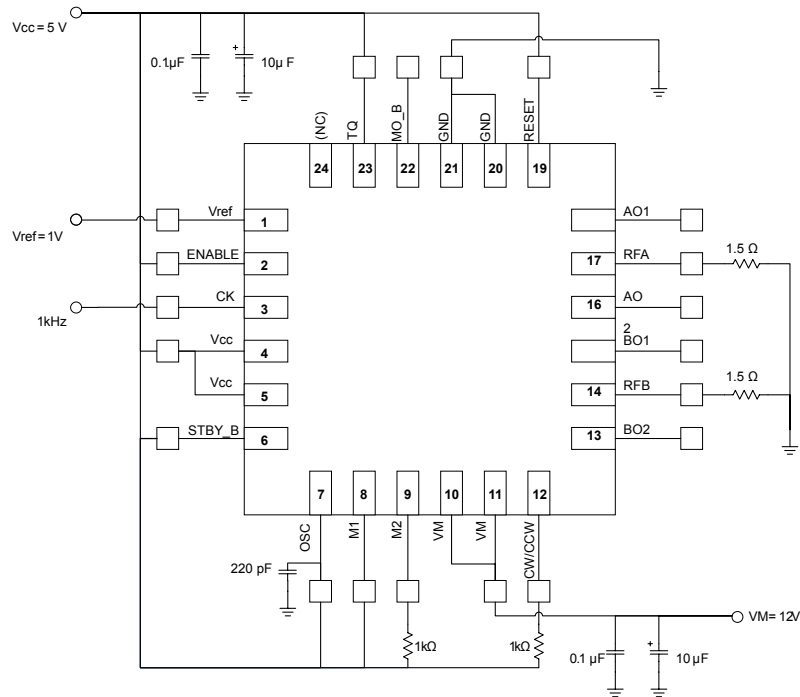 Vcc = 5 V
0.1µF
+
10µ F
(NC)
TQ
MO_B
GND
GND
RESET
24
23
22
21
20
19
Vref
1
Vref = 1V
ENABLE
2
CK
3
1kHz
Vcc
4
Vcc
5
STBY_B
6
AO1
17
RFA
1.5 Ω
16
AO
2
BO1
14
RFB
1.5 Ω
13
BO2
7
8
9
10
11
12
OSC
M1
M2
VM
VM
CW/CCW
220 pF
1kΩ
1kΩ
VM= 12V
0.1 µF
+
10 µF